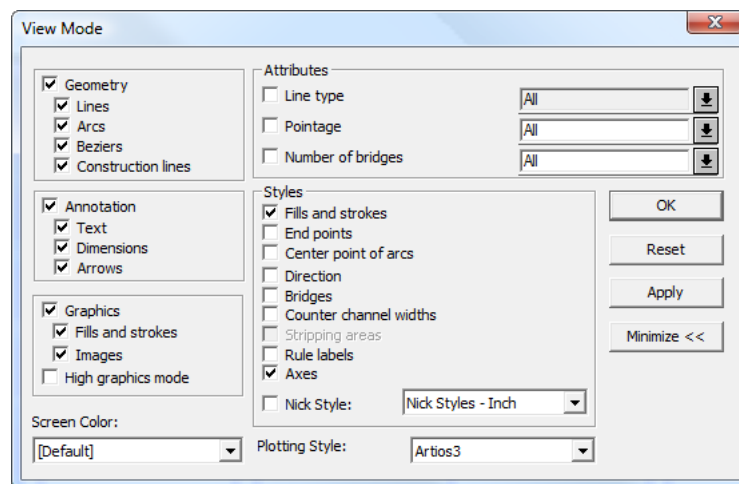 View Mode
Geometry
Lines
Arcs
Beziers
Construction lines
Annotation
Text
Dimensions
Arrows
Graphics
Fills and strokes
Images
High graphics mode
Screen Color:
[Default]
Attributes
Line type All
Pointage All
Number of bridges All
Styles
Fills and strokes
End points
Center point of arcs
Direction
Bridges
Counter channel widths
Stripping areas
Rule labels
Axes
Nick Style: Nick Styles - Inch
Plotting Style: Artios3
OK
Reset
Apply
Minimize <<